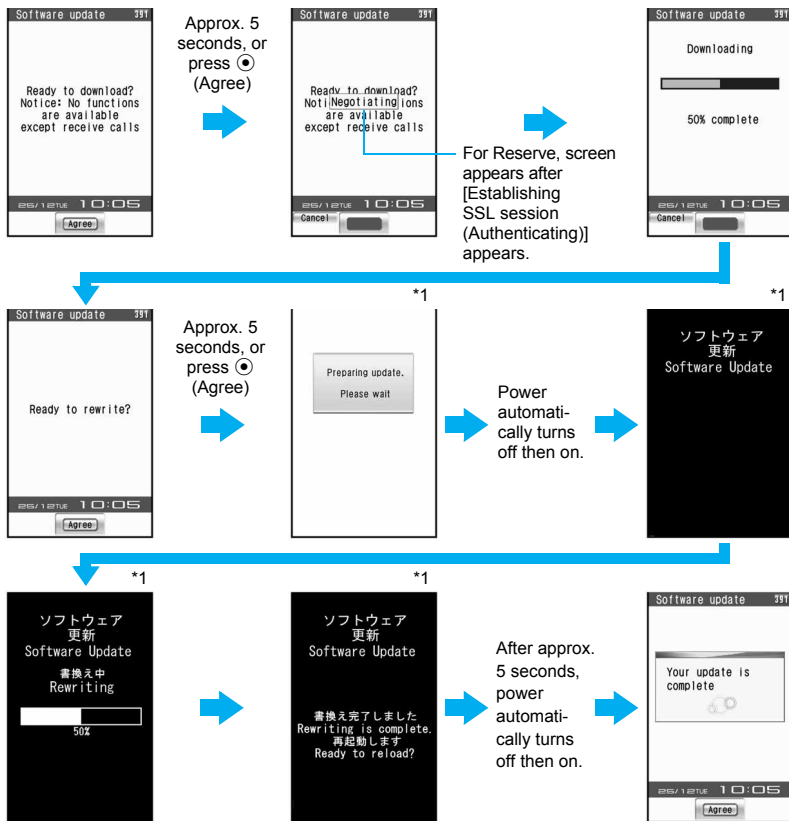 Software update 391
Ready to download?
Notice: No functions
are available
except receive calls
25/12TUE 10:05
Agree
Approx. 5
seconds, or
press
(Agree)
Software update 391
Ready to download?
Noti Negotiating ions
are available
except receive calls
25/12TUE 10:05
Cancel
For Reserve, screen
appears after
[Establishing
SSL session
(Authenticating)]
appears.
Software update 391
Downloading
50% complete
25/12TUE 10:05
Cancel
Software update 391
Ready to rewrite?
25/12TUE 10:05
Agree
Approx. 5
seconds, or
press
(Agree)
*1
Preparing update.
Please wait
Power
automati-
cally turns
off then on.
*1
ソフトウェア
更新
Software Update
*1
ソフトウェア
更新
Software Update
書換え中
Rewriting
50%
*1
ソフトウェア
更新
Software Update
書換え完了しました
Rewriting is complete.
再起動します
Ready to reload?
After approx.
5 seconds,
power
automati-
cally turns
off then on.
Software update 391
Your update is
complete
25/12TUE 10:05
Agree